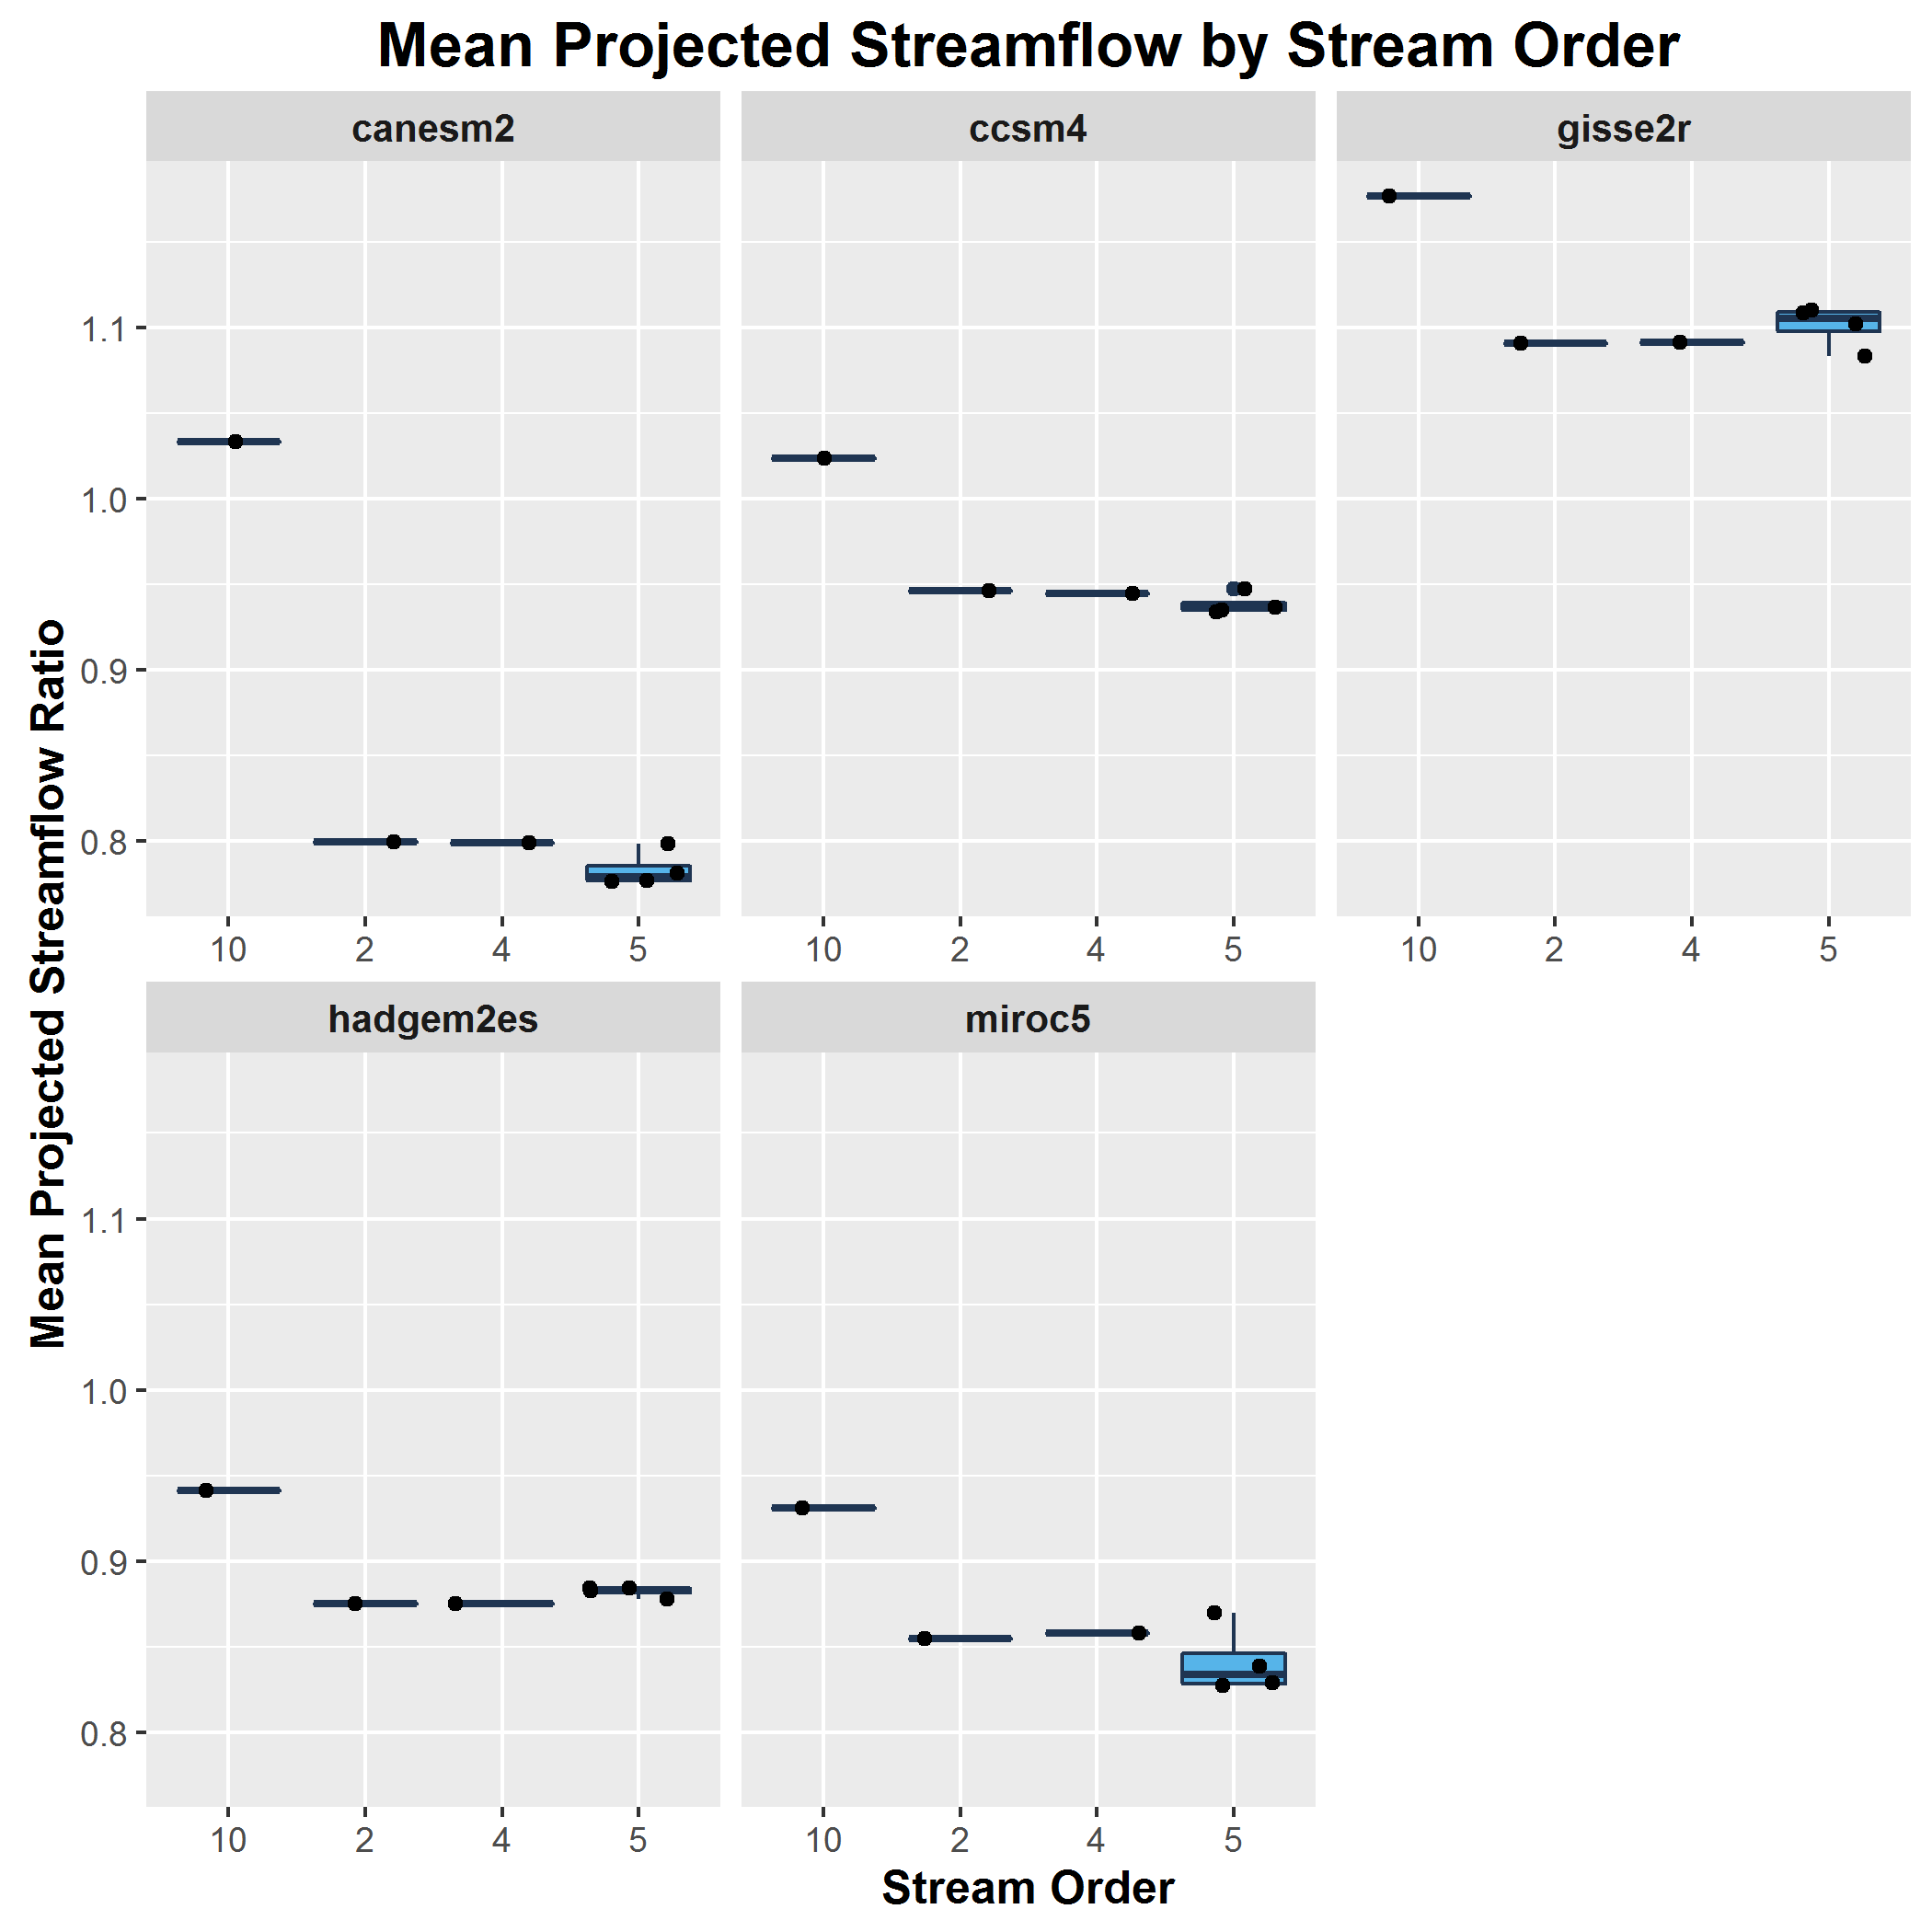 Mean Projected Streamflow by Stream Order
canesm2
ccsm4
gisse2r
1.1
1.0
0.9
0.8
10 2 4 5
10 2 4 5
10 2 4 5
Mean Projected Streamflow Ratio
hadgem2es
miroc5
1.1
1.0
0.9
0.8
10 2 4 5
10 2 4 5
Stream Order